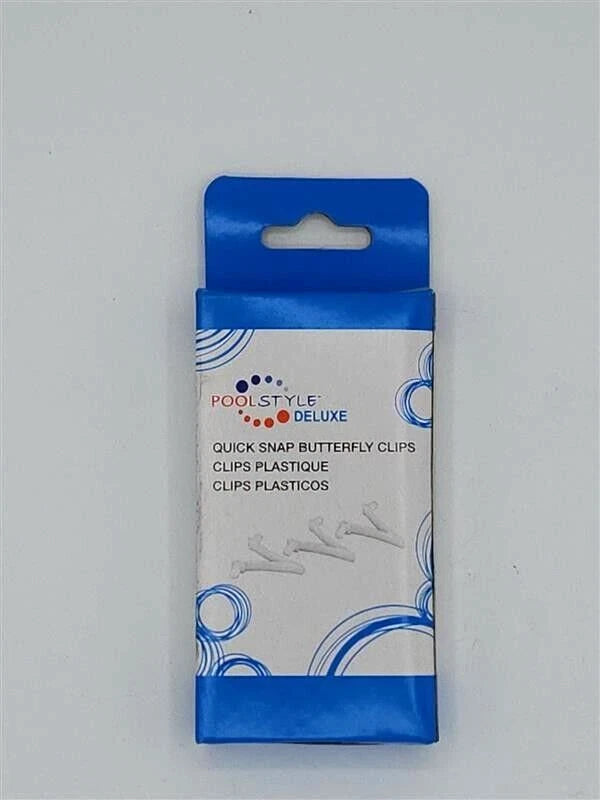 POOLSTYLE™
DELUXE
QUICK SNAP BUTTERFLY CLIPS
CLIPS PLASTIQUE
CLIPS PLASTICOS